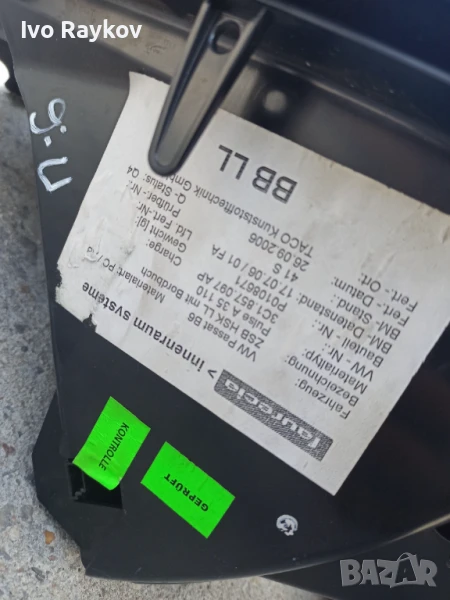 Ivo Raykov
BB LL
faurecia > innenraum systeme
Fahrzeug: VW Passat B6
Bezeichnung: ZSB HSK LL mit Bordbuch
Materialtyp: Pulse A 35 110
VW - Nr.: 3C1.857.097 AP
Bauteil Nr.:
BM- Datenstand: 17.07.06 / 01 FA
BM- Stand.: 41 S
Fert.- Datum: 26.09.2006
Fert.- Ort: TACO Kunststofftechnik GmbH
Materialart: PC
Charge:
Gewicht [g]:
Lfd Fert.-Nr.:
Prüfer.-Nr.:
Q- Status: Q4
KONTROLLE
GEPRÜFT
BAZAR